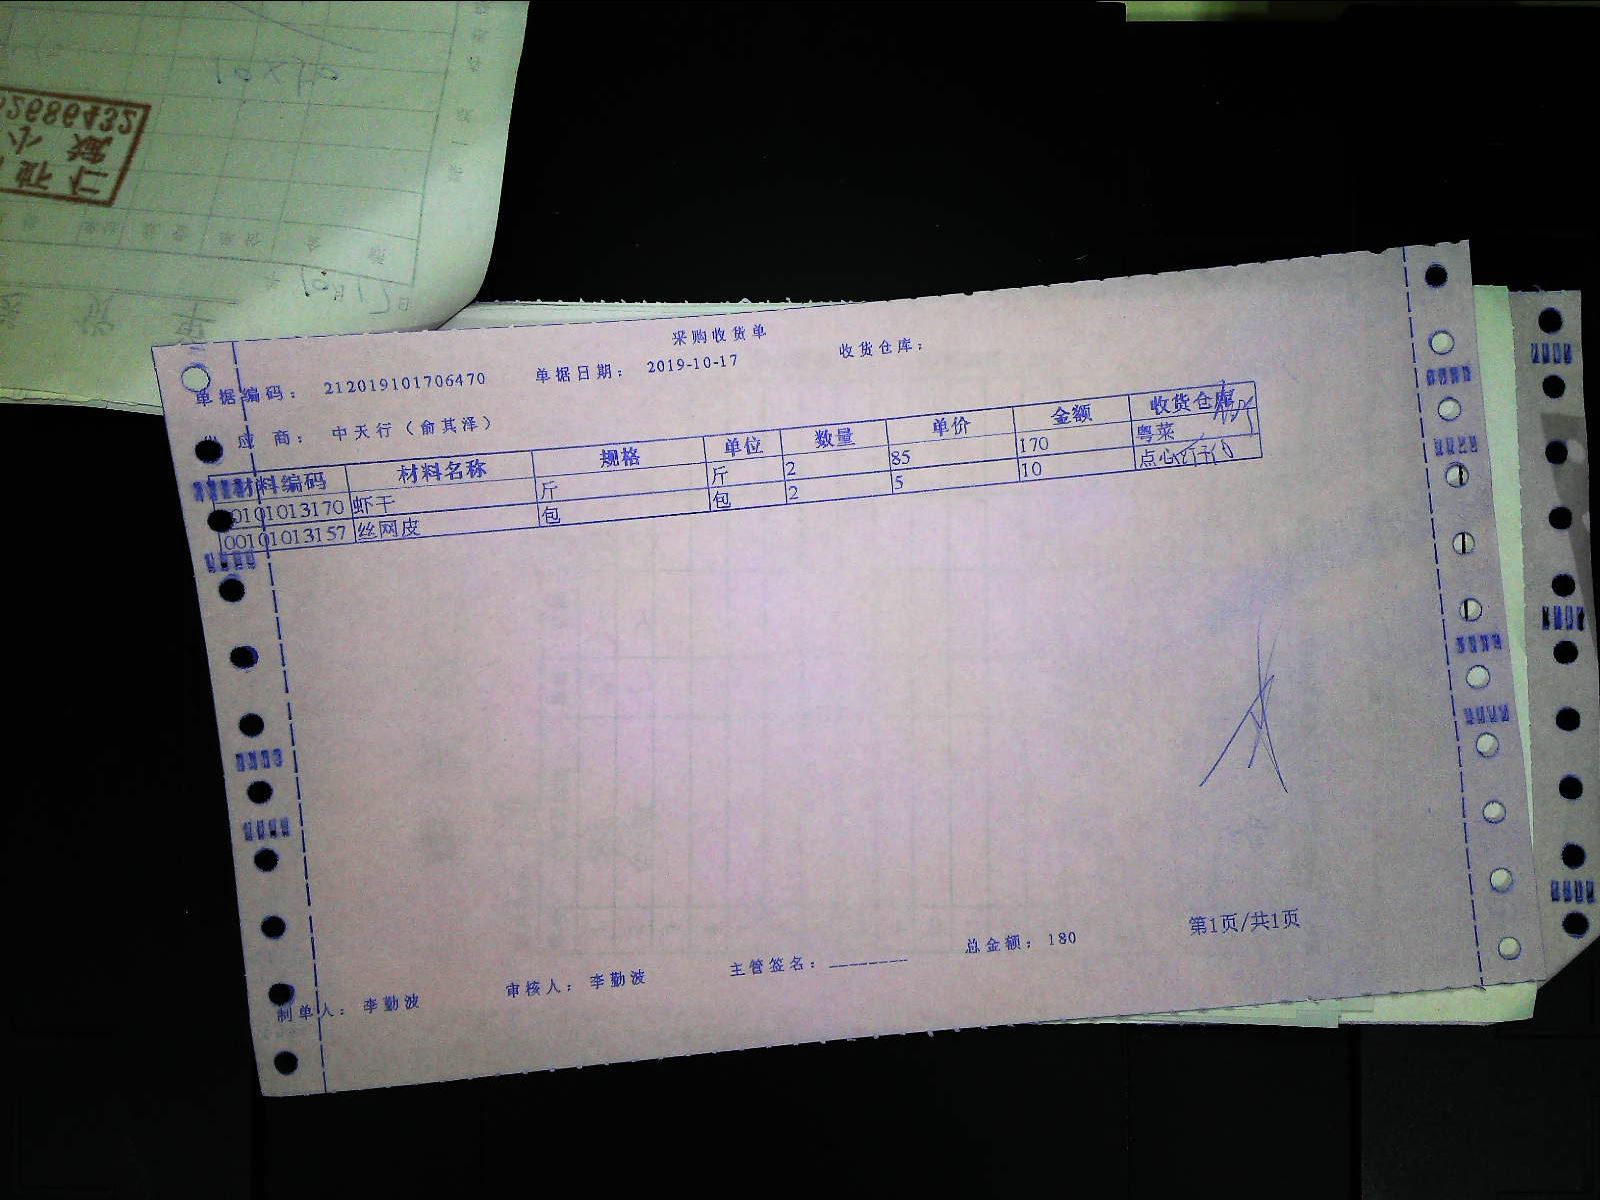 采购收货单
单据编码： 212019101706470 单据日期： 2019-10-17 收货仓库：
供应商： 中天行（俞其泽）
材料编码 材料名称 规格 单位 数量 单价 金额 收货仓库
00101013170 虾干 斤 斤 2 85 170 粤菜
00101013157 丝网皮 包 包 2 5 10 点心
第1页/共1页
制单人： 李勤波 审核人： 李勤波 主管签名： ________ 总金额： 180